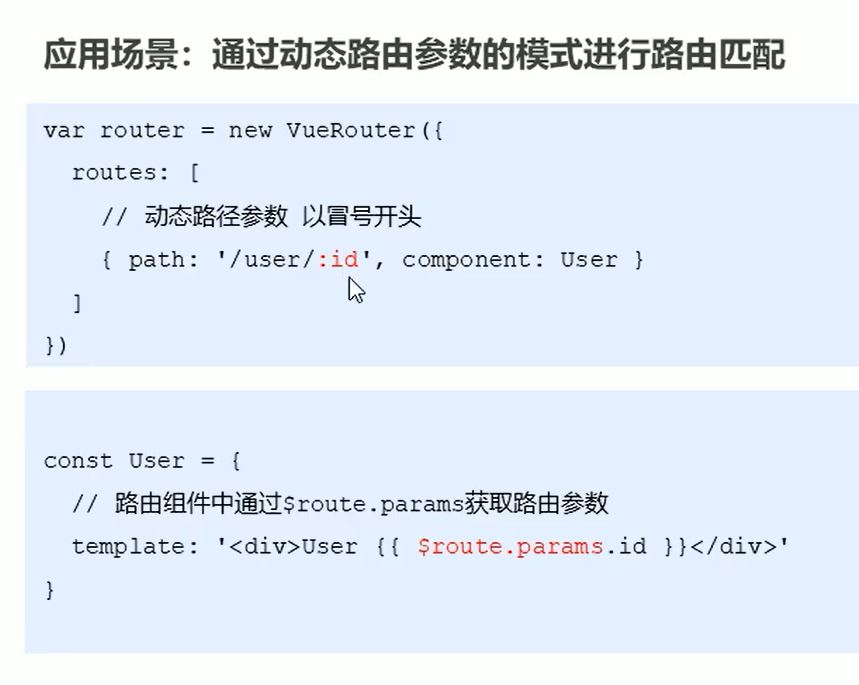 应用场景：通过动态路由参数的模式进行路由匹配
var router = new VueRouter({
routes: [
// 动态路径参数 以冒号开头
{ path: '/user/:id', component: User }
]
})
const User = {
// 路由组件中通过$route.params获取路由参数
template: '<div>User {{ $route.params.id }}</div>'
}